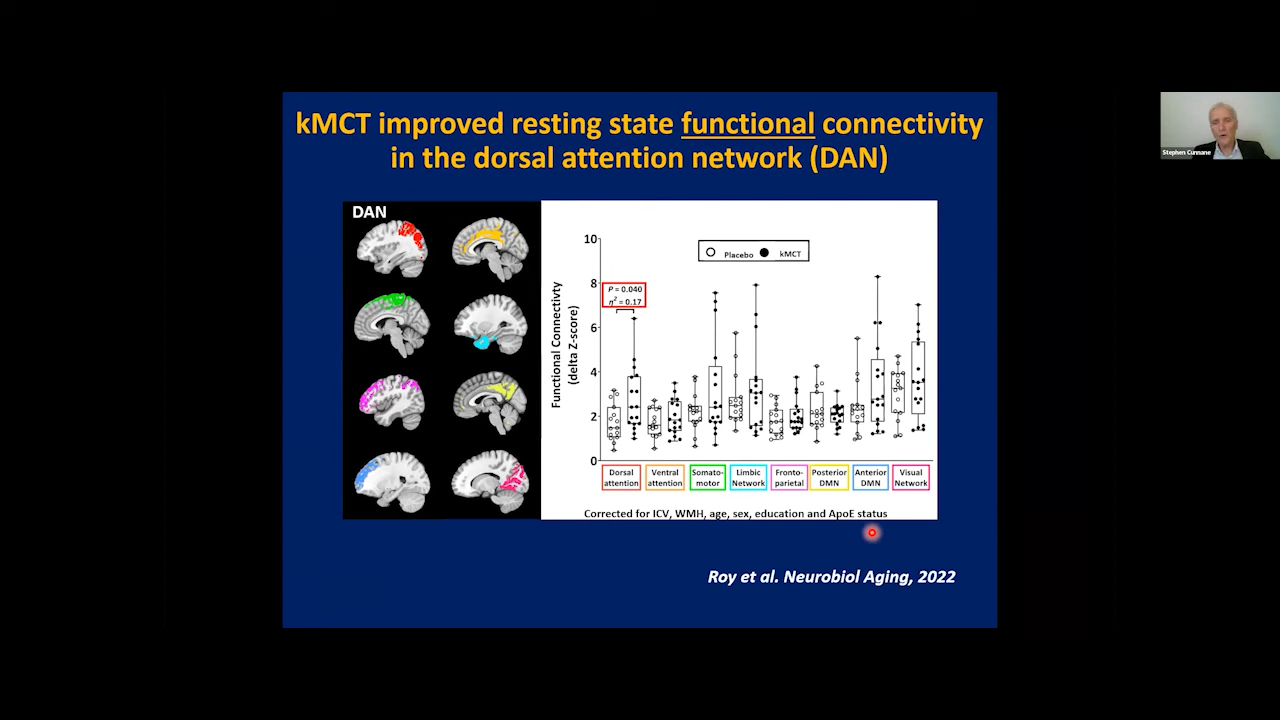 kMCT improved resting state functional connectivity
in the dorsal attention network (DAN)
Stephen Cunnane
DAN
Functional Connectivty
(delta Z-score)
10
8
6
4
2
0
Placebo kMCT
P = 0.040
η² = 0.17
Dorsal
attention
Ventral
attention
Somato-
motor
Limbic
Network
Fronto-
parietal
Posterior
DMN
Anterior
DMN
Visual
Network
Corrected for ICV, WMH, age, sex, education and ApoE status
Roy et al. Neurobiol Aging, 2022